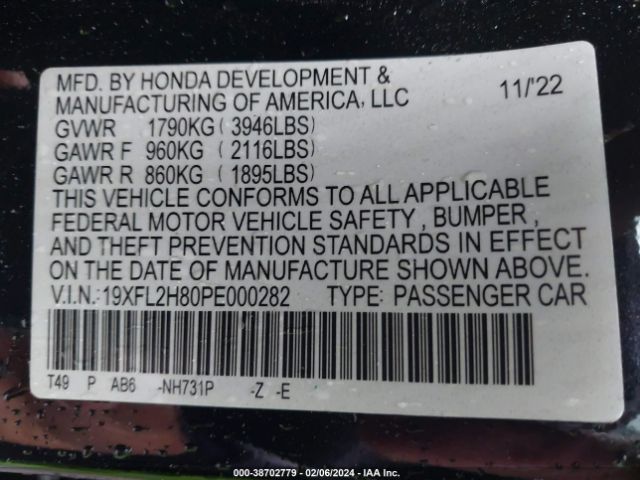 MFD. BY HONDA DEVELOPMENT &
MANUFACTURING OF AMERICA, LLC 11/'22
GVWR 1790KG ( 3946LBS)
GAWR F 960KG ( 2116LBS)
GAWR R 860KG ( 1895LBS)
THIS VEHICLE CONFORMS TO ALL APPLICABLE
FEDERAL MOTOR VEHICLE SAFETY , BUMPER ,
AND THEFT PREVENTION STANDARDS IN EFFECT
ON THE DATE OF MANUFACTURE SHOWN ABOVE.
V.I.N.:19XFL2H80PE000282 TYPE: PASSENGER CAR
T49 P AB6 -NH731P -Z -E
000-38702779 - 02/06/2024 - IAA Inc.